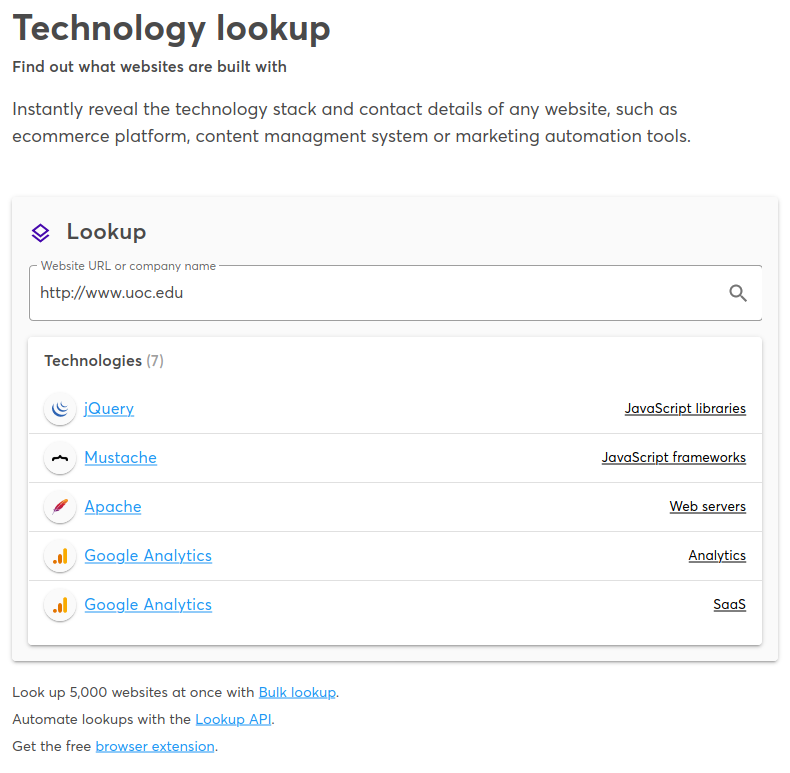 Technology lookup
Find out what websites are built with
Instantly reveal the technology stack and contact details of any website, such as
ecommerce platform, content managment system or marketing automation tools.
Lookup
Website URL or company name
http://www.uoc.edu
Technologies (7)
jQuery JavaScript libraries
Mustache JavaScript frameworks
Apache Web servers
Google Analytics Analytics
Google Analytics SaaS
Look up 5,000 websites at once with Bulk lookup.
Automate lookups with the Lookup API.
Get the free browser extension.